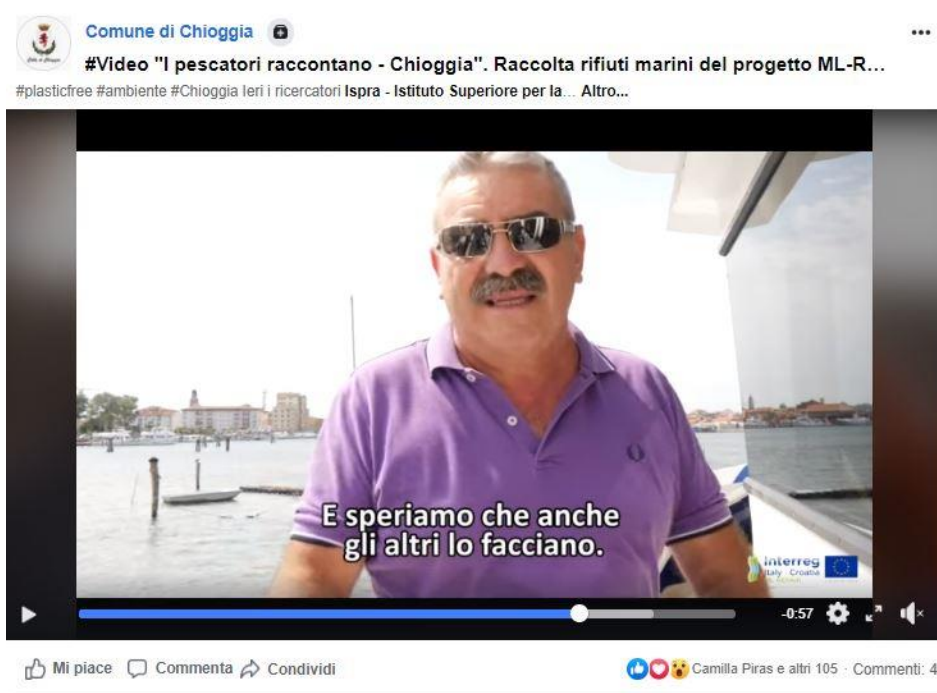 Comune di Chioggia
#Video "I pescatori raccontano - Chioggia". Raccolta rifiuti marini del progetto ML-R...
#plasticfree #ambiente #Chioggia Ieri i ricercatori Ispra - Istituto Superiore per la... Altro...
E speriamo che anche
gli altri lo facciano.
Interreg
Italy - Croatia
-0:57
Mi piace Commenta Condividi Camilla Piras e altri 105 · Commenti: 4